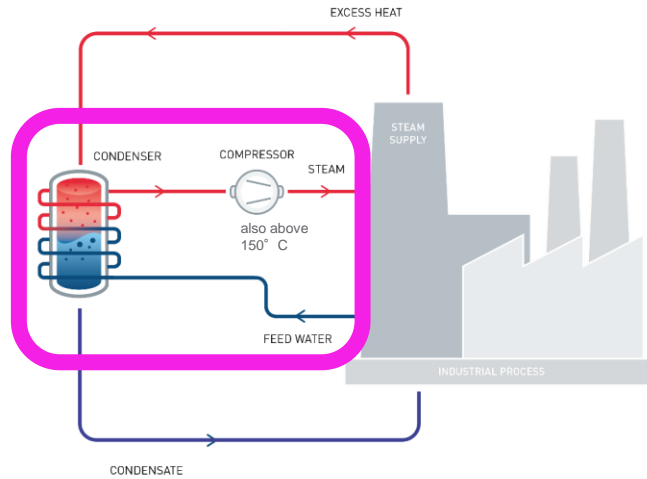 EXCESS HEAT
STEAM
SUPPLY
CONDENSER
COMPRESSOR
STEAM
also above
150° C
FEED WATER
INDUSTRIAL PROCESS
CONDENSATE